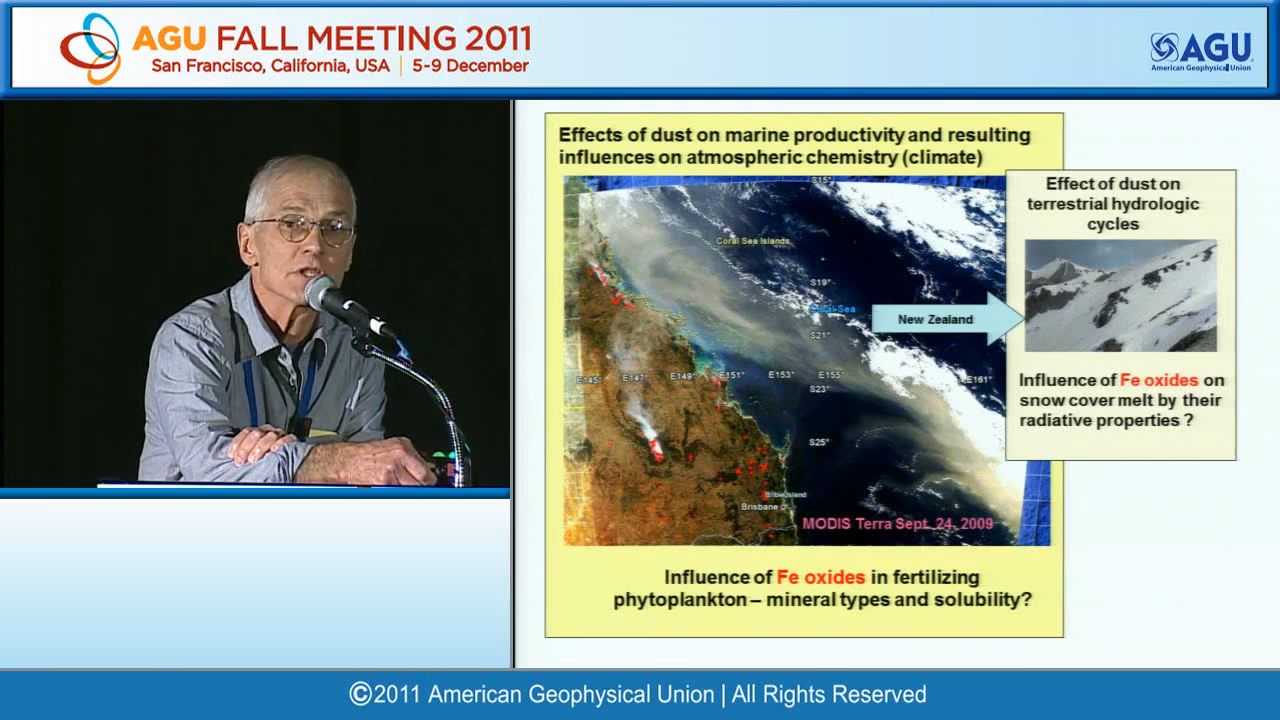 AGU FALL MEETING 2011
San Francisco, California, USA | 5-9 December
AGU
American Geophysical Union
Effects of dust on marine productivity and resulting
influences on atmospheric chemistry (climate)
S15°
Coral Sea Islands
S19°
Coral Sea
S21°
E145° E147° E149° E151° E153° E155° E161°
S23°
S25°
Bribie Island
Brisbane
MODIS Terra Sept. 24, 2009
New Zealand
Effect of dust on
terrestrial hydrologic
cycles
Influence of Fe oxides on
snow cover melt by their
radiative properties ?
Influence of Fe oxides in fertilizing
phytoplankton – mineral types and solubility?
©2011 American Geophysical Union | All Rights Reserved